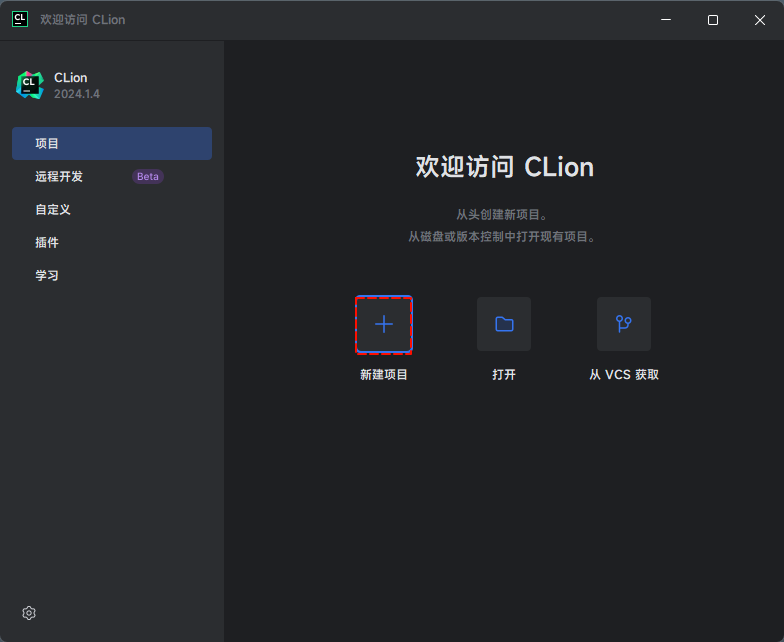 CL 欢迎访问 CLion
CL CLion
2024.1.4
项目
远程开发 Beta
自定义
插件
学习
欢迎访问 CLion
从头创建新项目。
从磁盘或版本控制中打开现有项目。
新建项目 打开 从 VCS 获取